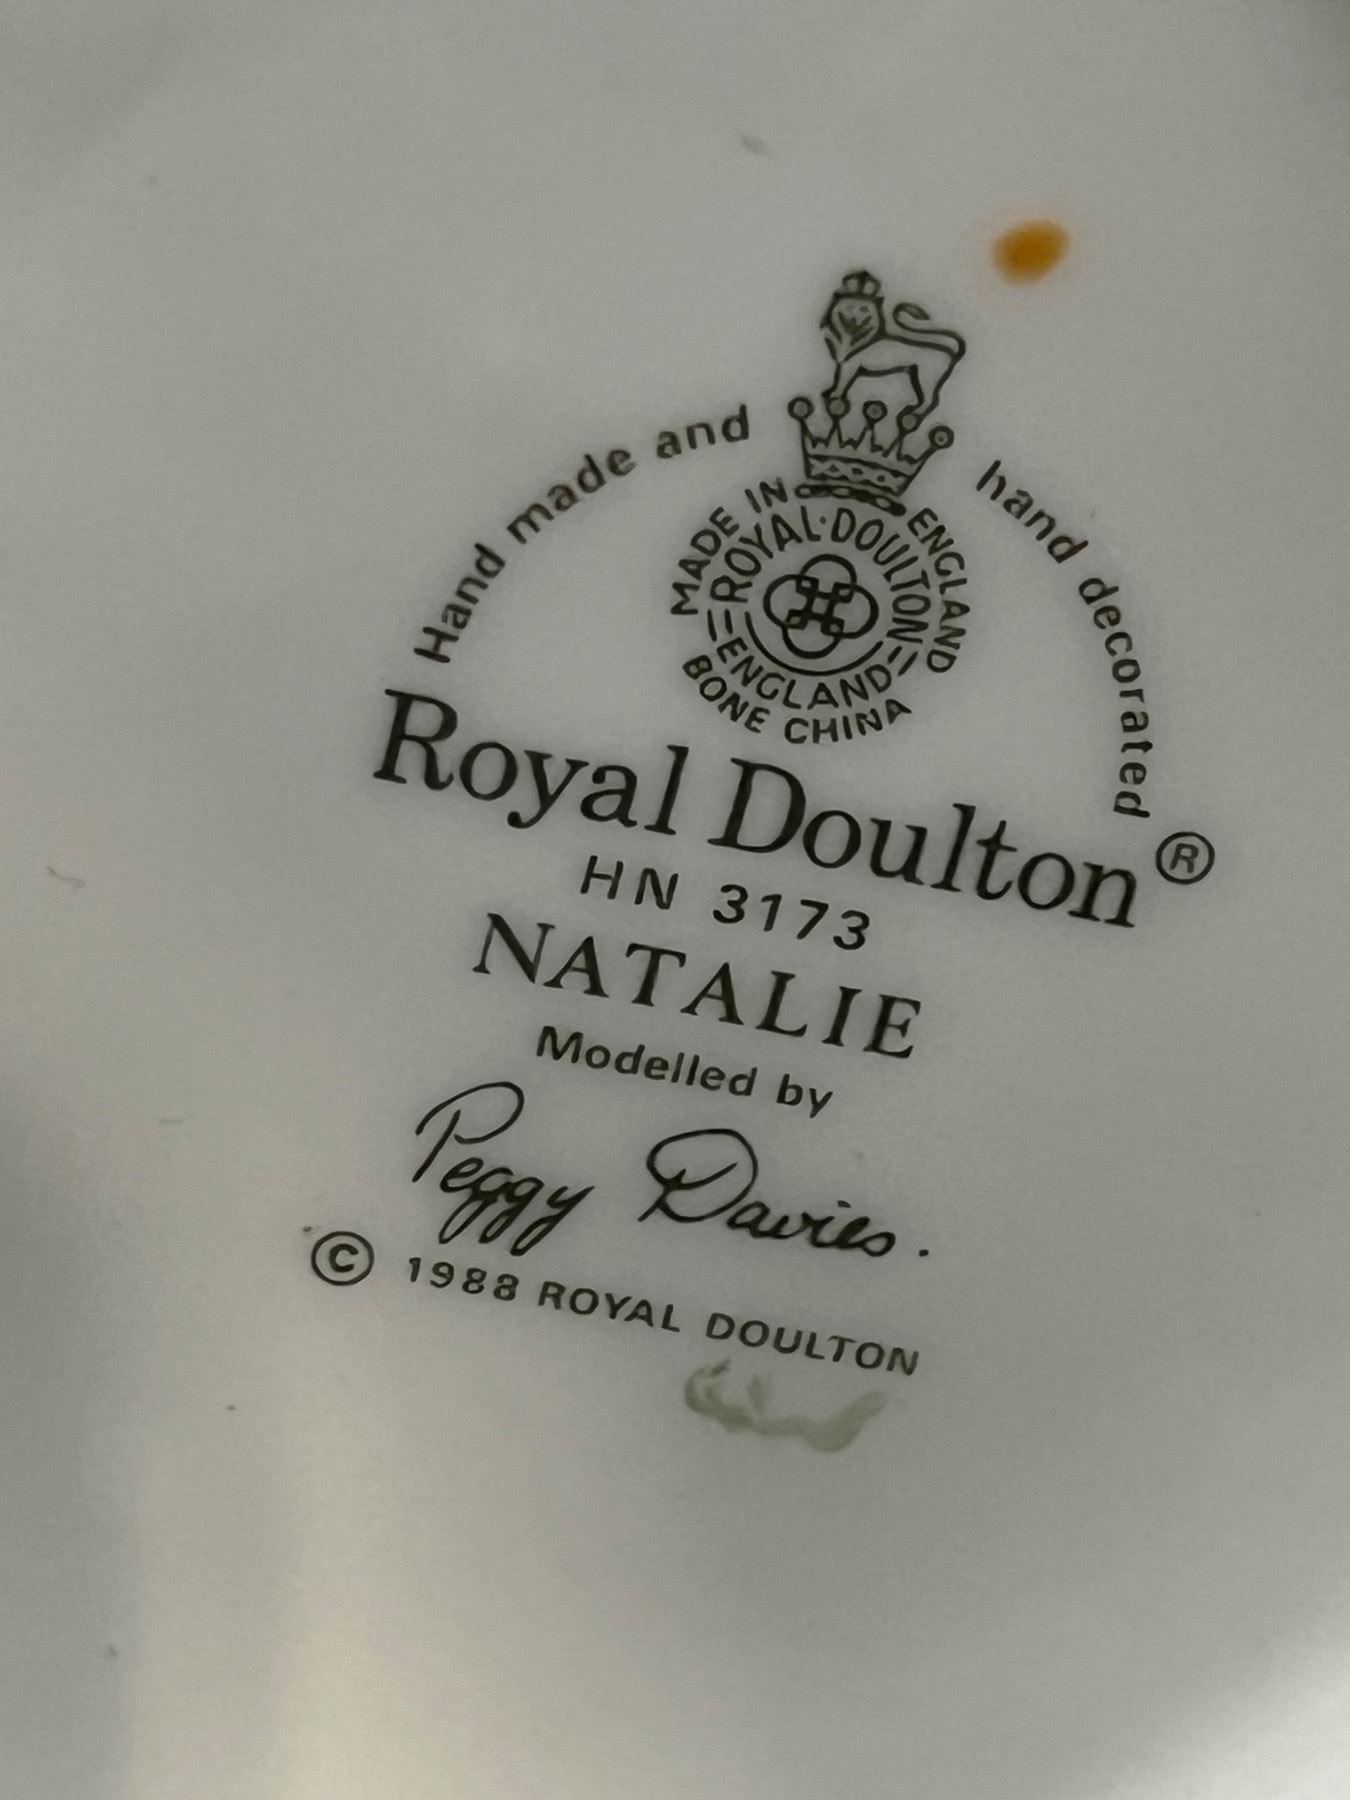 Hand made and hand decorated
MADE IN ENGLAND
ROYAL·DOULTON
ENGLAND
BONE CHINA
Royal Doulton®
HN 3173
NATALIE
Modelled by
Peggy Davies.
© 1988 ROYAL DOULTON